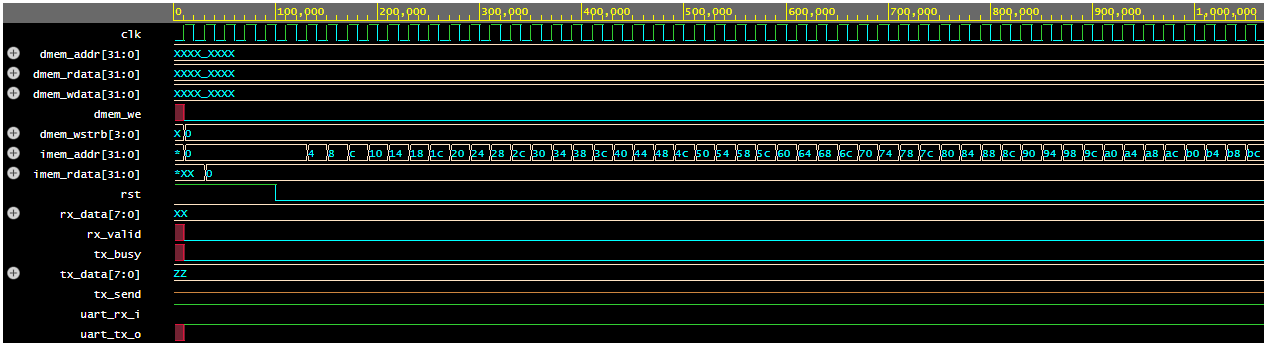 0 100,000 200,000 300,000 400,000 500,000 600,000 700,000 800,000 900,000 1,000,000
clk
dmem_addr[31:0] XXXX_XXXX
dmem_rdata[31:0] XXXX_XXXX
dmem_wdata[31:0] XXXX_XXXX
dmem_we
dmem_wstrb[3:0] X 0
imem_addr[31:0] * 0 4 8 c 10 14 18 1c 20 24 28 2c 30 34 38 3c 40 44 48 4c 50 54 58 5c 60 64 68 6c 70 74 78 7c 80 84 88 8c 90 94 98 9c a0 a4 a8 ac b0 b4 b8 bc
imem_rdata[31:0] *XX 0
rst
rx_data[7:0] XX
rx_valid
tx_busy
tx_data[7:0] ZZ
tx_send
uart_rx_i
uart_tx_o